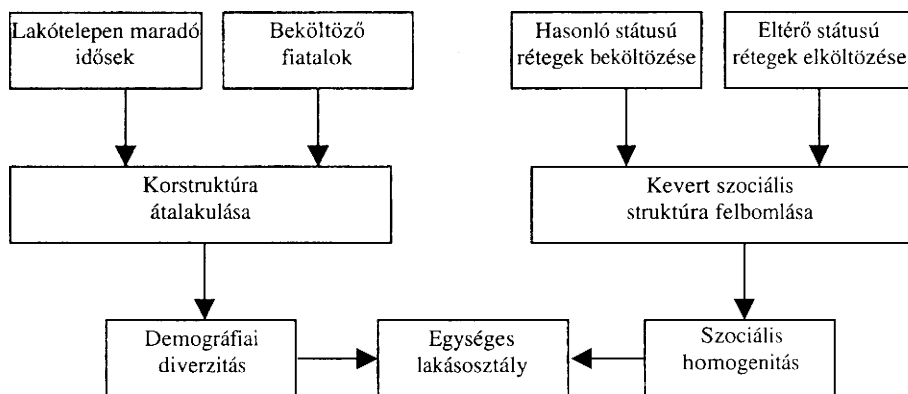 Lakótelepen maradó
idősek
Beköltöző
fiatalok
Hasonló státusú
rétegek beköltözése
Eltérő státusú
rétegek elköltözése
Korstruktúra
átalakulása
Kevert szociális
struktúra felbomlása
Demográfiai
diverzitás
Egységes
lakásosztály
Szociális
homogenitás